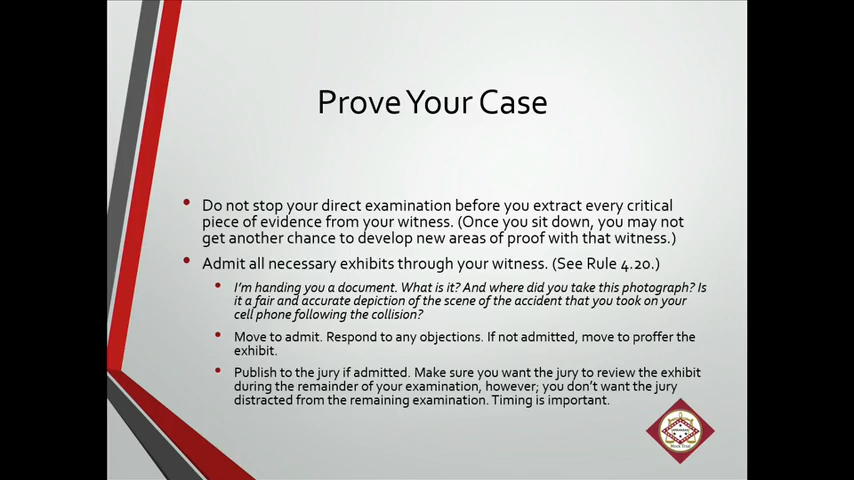 Prove Your Case
Do not stop your direct examination before you extract every critical
piece of evidence from your witness. (Once you sit down, you may not
get another chance to develop new areas of proof with that witness.)
Admit all necessary exhibits through your witness. (See Rule 4.20.)
I'm handing you a document. What is it? And where did you take this photograph? Is
it a fair and accurate depiction of the scene of the accident that you took on your
cell phone following the collision?
Move to admit. Respond to any objections. If not admitted, move to proffer the
exhibit.
Publish to the jury if admitted. Make sure you want the jury to review the exhibit
during the remainder of your examination, however; you don't want the jury
distracted from the remaining examination. Timing is important.
ARKANSAS
Mock Trial